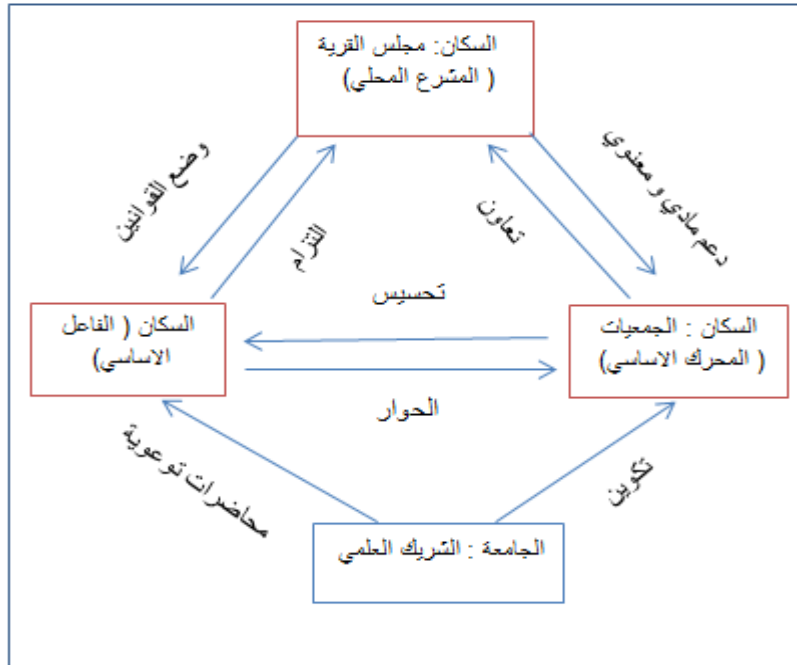 السكان: مجلس القرية
( المشرع المحلي)
وضع القوانين
التزام
تعاون
دعم مادي و معنوي
تحسيس
السكان : الجمعيات
( المحرك الاساسي)
السكان ( الفاعل
الاساسي)
الحوار
محاضرات توعوية
تكوين
الجامعة : الشريك العلمي